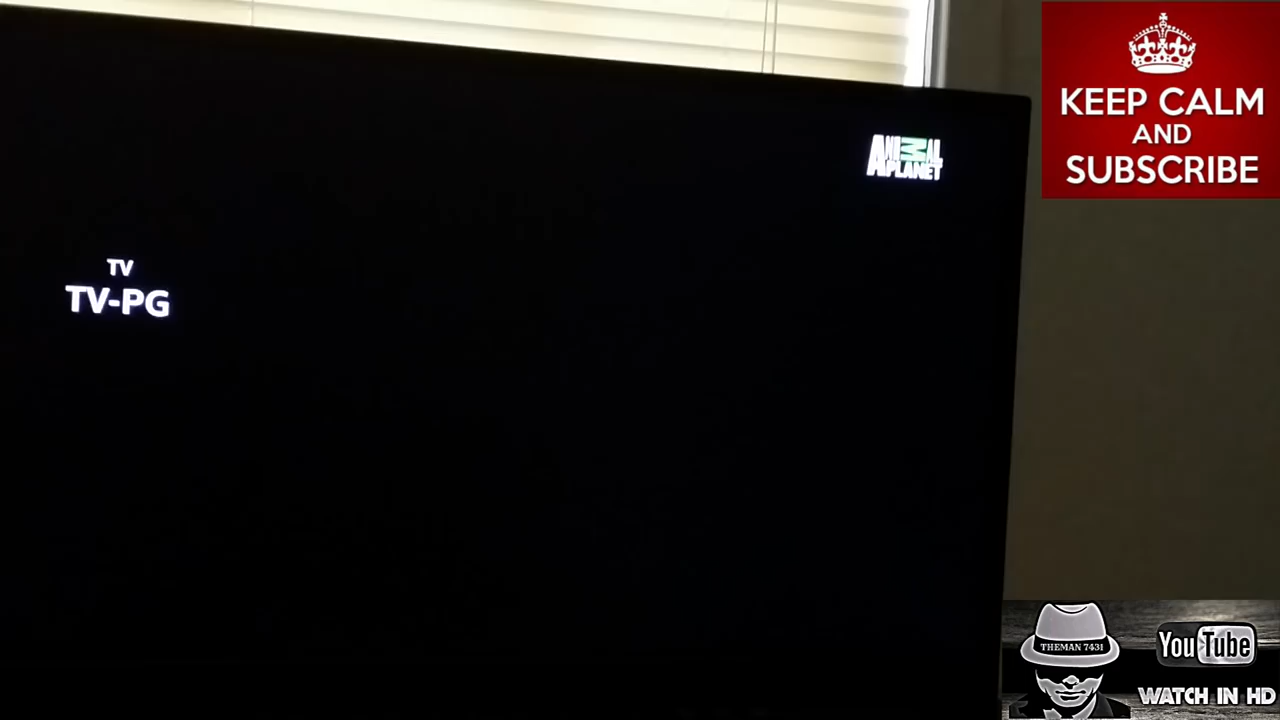 KEEP CALM
AND
SUBSCRIBE
ANIMAL
PLANET
TV
TV-PG
THEMAN 7431
YouTube
WATCH IN HD